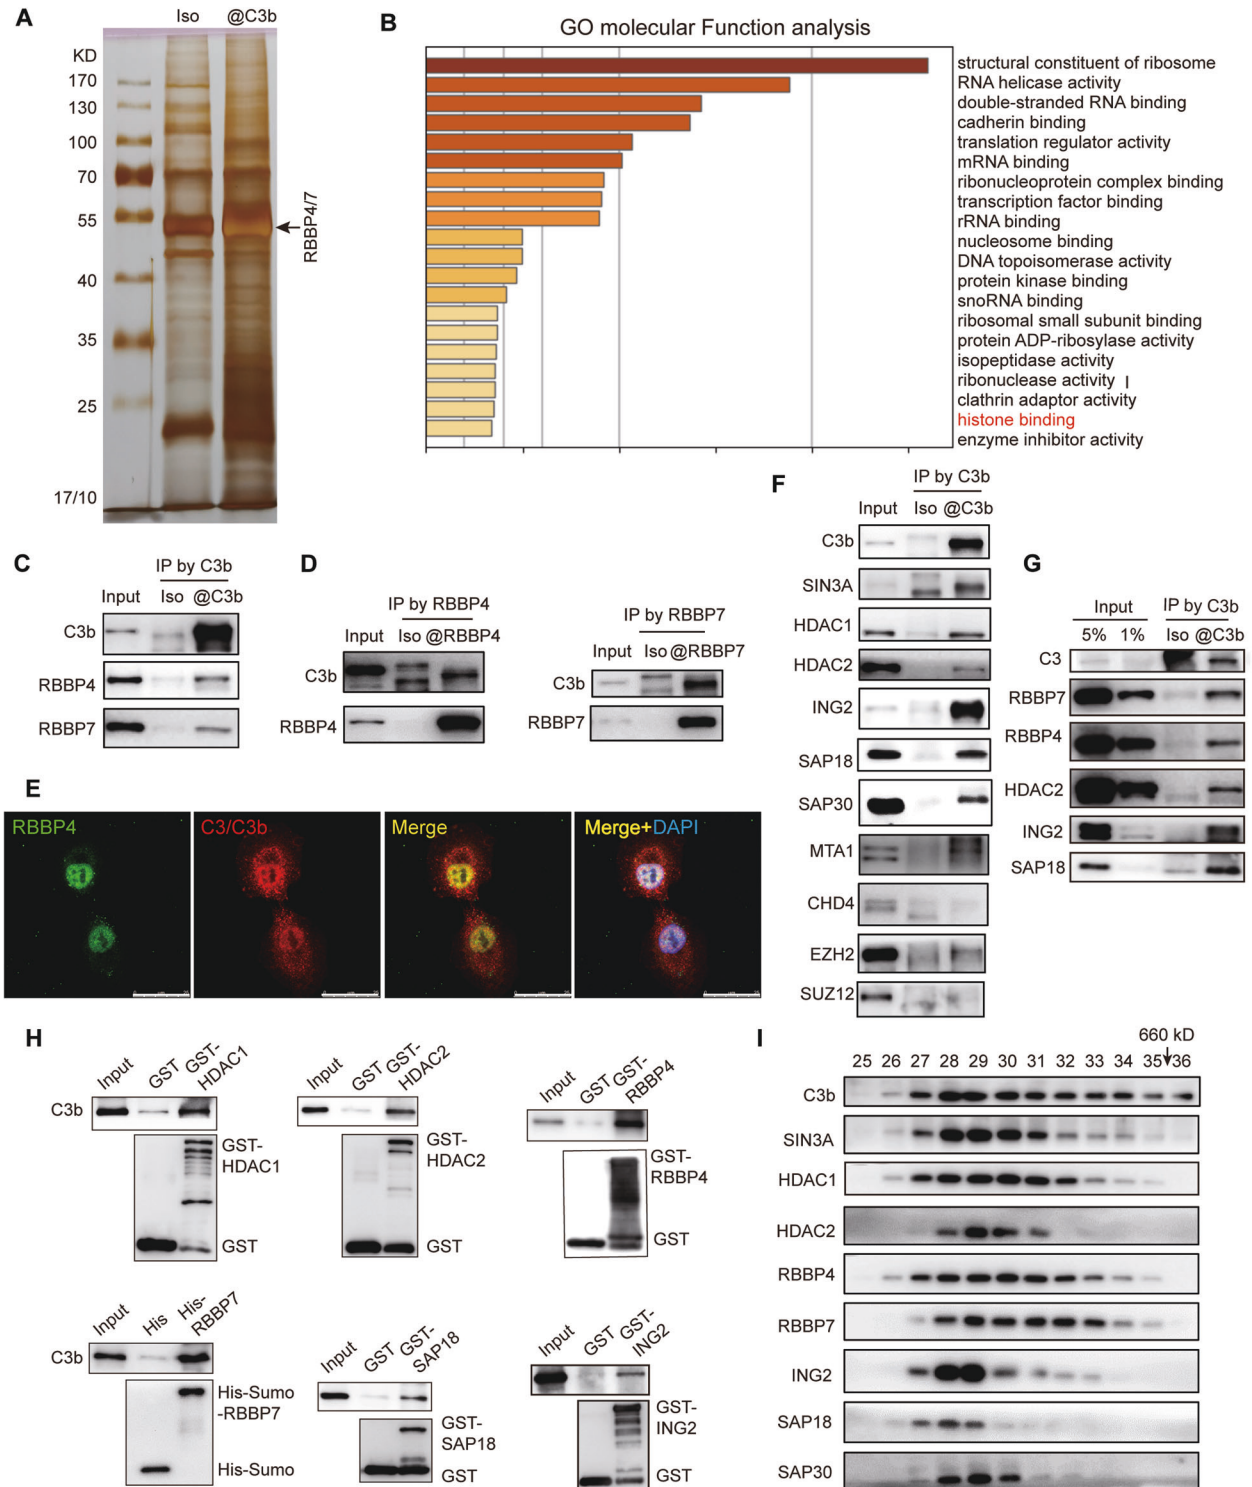 A
Iso @C3b
KD
170
130
100
70
55
40
35
25
17/10
RBBP4/7
B
GO molecular Function analysis
structural constituent of ribosome
RNA helicase activity
double-stranded RNA binding
cadherin binding
translation regulator activity
mRNA binding
ribonucleoprotein complex binding
transcription factor binding
rRNA binding
nucleosome binding
DNA topoisomerase activity
protein kinase binding
snoRNA binding
ribosomal small subunit binding
protein ADP-ribosylase activity
isopeptidase activity
ribonuclease activity
clathrin adaptor activity
histone binding
enzyme inhibitor activity
C
IP by C3b
Input Iso @C3b
C3b
RBBP4
RBBP7
D
IP by RBBP4
Input Iso @RBBP4
C3b
RBBP4
IP by RBBP7
Input Iso @RBBP7
C3b
RBBP7
E
RBBP4
C3/C3b
Merge
Merge+DAPI
F
IP by C3b
Input Iso @C3b
C3b
SIN3A
HDAC1
HDAC2
ING2
SAP18
SAP30
MTA1
CHD4
EZH2
SUZ12
G
Input IP by C3b
5% 1% Iso @C3b
C3
RBBP7
RBBP4
HDAC2
ING2
SAP18
H
Input GST GST-HDAC1
C3b
GST-
HDAC1
GST
Input GST GST-HDAC2
GST-
HDAC2
GST
Input GST GST-RBBP4
GST-
RBBP4
GST
Input His His-RBBP7
C3b
His-Sumo
-RBBP7
His-Sumo
Input GST GST-SAP18
GST-
SAP18
GST
Input GST GST-ING2
GST-
ING2
GST
I
660 kD
25 26 27 28 29 30 31 32 33 34 35 36
C3b
SIN3A
HDAC1
HDAC2
RBBP4
RBBP7
ING2
SAP18
SAP30